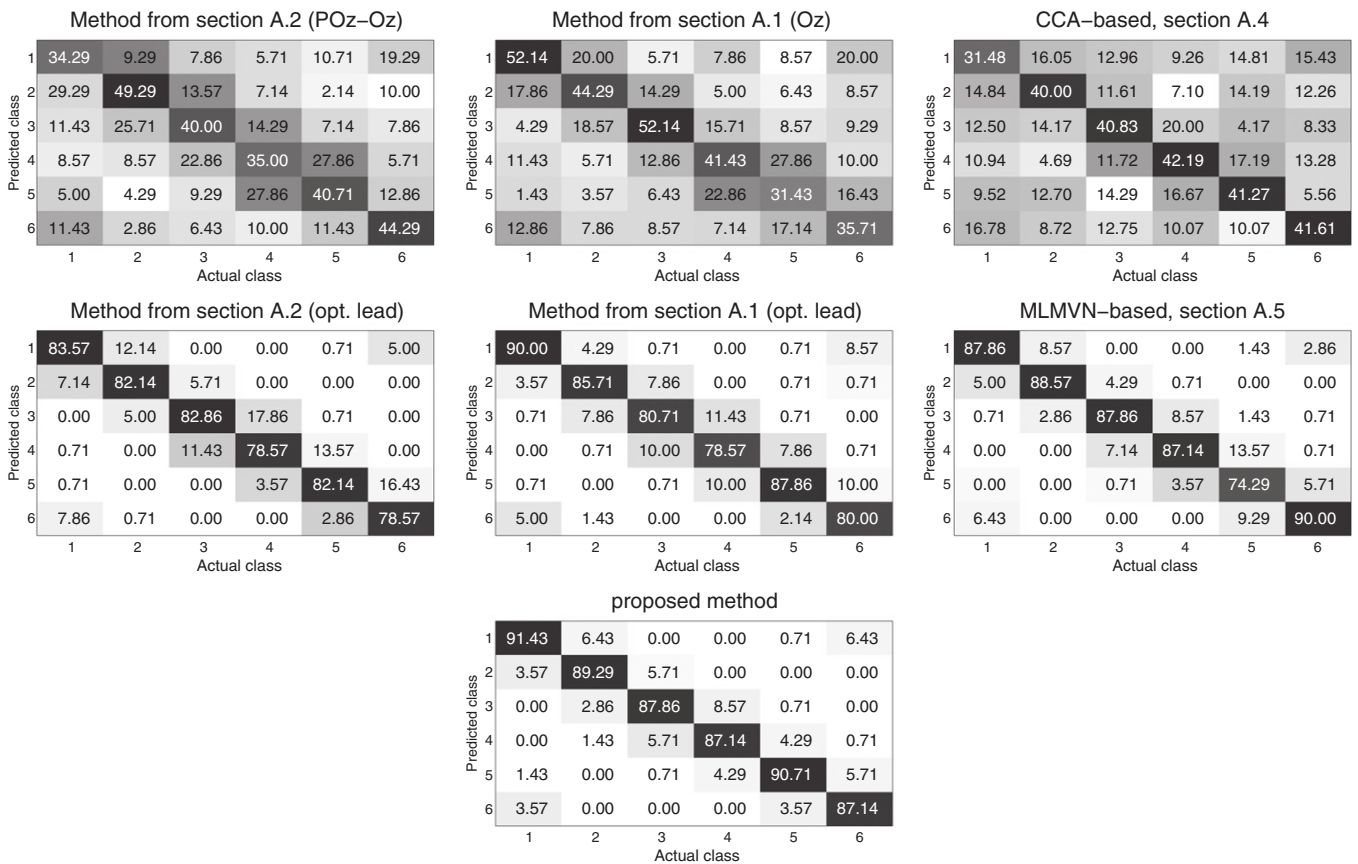 Method from section A.2 (POz−Oz)
Predicted class
1 34.29 9.29 7.86 5.71 10.71 19.29
2 29.29 49.29 13.57 7.14 2.14 10.00
3 11.43 25.71 40.00 14.29 7.14 7.86
4 8.57 8.57 22.86 35.00 27.86 5.71
5 5.00 4.29 9.29 27.86 40.71 12.86
6 11.43 2.86 6.43 10.00 11.43 44.29
1 2 3 4 5 6
Actual class
Method from section A.1 (Oz)
Predicted class
1 52.14 20.00 5.71 7.86 8.57 20.00
2 17.86 44.29 14.29 5.00 6.43 8.57
3 4.29 18.57 52.14 15.71 8.57 9.29
4 11.43 5.71 12.86 41.43 27.86 10.00
5 1.43 3.57 6.43 22.86 31.43 16.43
6 12.86 7.86 8.57 7.14 17.14 35.71
1 2 3 4 5 6
Actual class
CCA−based, section A.4
Predicted class
1 31.48 16.05 12.96 9.26 14.81 15.43
2 14.84 40.00 11.61 7.10 14.19 12.26
3 12.50 14.17 40.83 20.00 4.17 8.33
4 10.94 4.69 11.72 42.19 17.19 13.28
5 9.52 12.70 14.29 16.67 41.27 5.56
6 16.78 8.72 12.75 10.07 10.07 41.61
1 2 3 4 5 6
Actual class
Method from section A.2 (opt. lead)
Predicted class
1 83.57 12.14 0.00 0.00 0.71 5.00
2 7.14 82.14 5.71 0.00 0.00 0.00
3 0.00 5.00 82.86 17.86 0.71 0.00
4 0.71 0.00 11.43 78.57 13.57 0.00
5 0.71 0.00 0.00 3.57 82.14 16.43
6 7.86 0.71 0.00 0.00 2.86 78.57
1 2 3 4 5 6
Actual class
Method from section A.1 (opt. lead)
Predicted class
1 90.00 4.29 0.71 0.00 0.71 8.57
2 3.57 85.71 7.86 0.00 0.71 0.71
3 0.71 7.86 80.71 11.43 0.71 0.00
4 0.00 0.71 10.00 78.57 7.86 0.71
5 0.71 0.00 0.71 10.00 87.86 10.00
6 5.00 1.43 0.00 0.00 2.14 80.00
1 2 3 4 5 6
Actual class
MLMVN−based, section A.5
Predicted class
1 87.86 8.57 0.00 0.00 1.43 2.86
2 5.00 88.57 4.29 0.71 0.00 0.00
3 0.71 2.86 87.86 8.57 1.43 0.71
4 0.00 0.00 7.14 87.14 13.57 0.71
5 0.00 0.00 0.71 3.57 74.29 5.71
6 6.43 0.00 0.00 0.00 9.29 90.00
1 2 3 4 5 6
Actual class
proposed method
Predicted class
1 91.43 6.43 0.00 0.00 0.71 6.43
2 3.57 89.29 5.71 0.00 0.00 0.00
3 0.00 2.86 87.86 8.57 0.71 0.00
4 0.00 1.43 5.71 87.14 4.29 0.71
5 1.43 0.00 0.71 4.29 90.71 5.71
6 3.57 0.00 0.00 0.00 3.57 87.14
1 2 3 4 5 6
Actual class